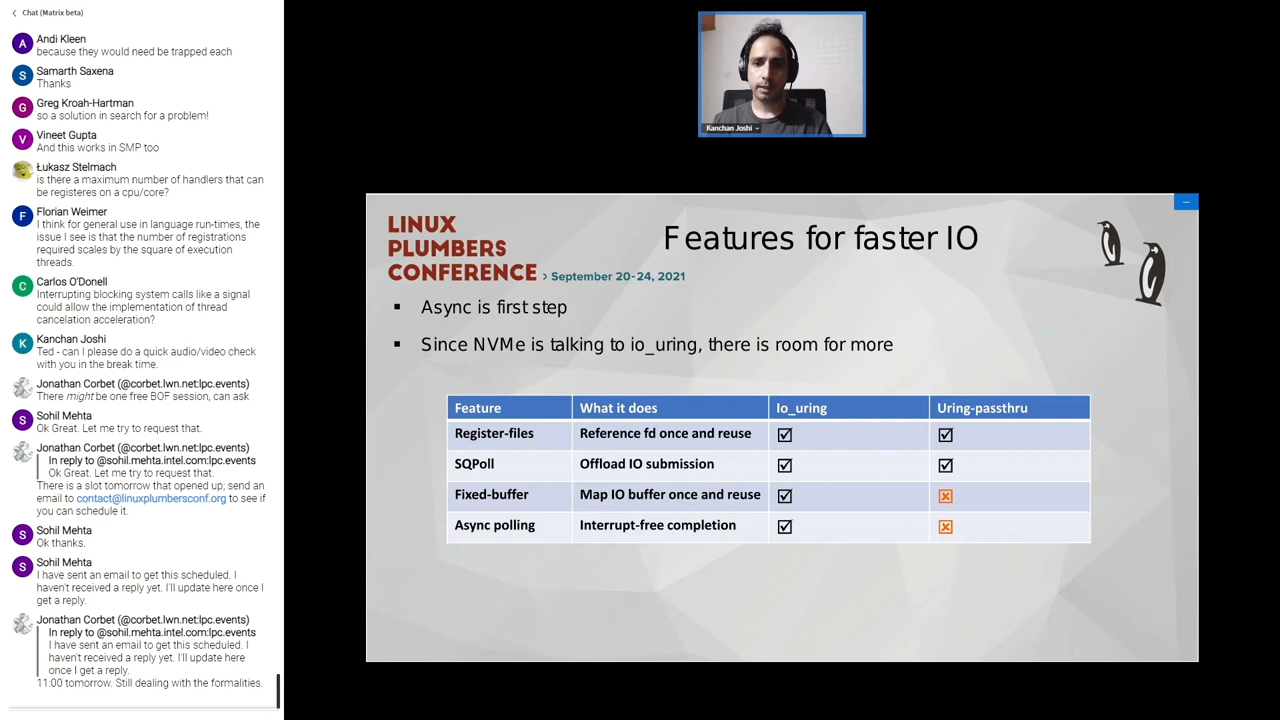 Chat (Matrix beta)
A
Andi Kleen
because they would need be trapped each
S
Samarth Saxena
Thanks
G
Greg Kroah-Hartman
so a solution in search for a problem!
V
Vineet Gupta
And this works in SMP too
Łukasz Stelmach
is there a maximum number of handlers that can
be registeres on a cpu/core?
F
Florian Weimer
I think for general use in language run-times, the
issue I see is that the number of registrations
required scales by the square of execution
threads.
C
Carlos O'Donell
Interrupting blocking system calls like a signal
could allow the implementation of thread
cancelation acceleration?
K
Kanchan Joshi
Ted - can I please do a quick audio/video check
with you in the break time.
Jonathan Corbet (@corbet.lwn.net:lpc.events)
There might be one free BOF session, can ask
S
Sohil Mehta
Ok Great. Let me try to request that.
Jonathan Corbet (@corbet.lwn.net:lpc.events)
In reply to @sohil.mehta.intel.com:lpc.events
Ok Great. Let me try to request that.
There is a slot tomorrow that opened up; send an
email to contact@linuxplumbersconf.org to see if
you can schedule it.
S
Sohil Mehta
Ok thanks.
S
Sohil Mehta
I have sent an email to get this scheduled. I
haven't received a reply yet. I'll update here once I
get a reply.
Jonathan Corbet (@corbet.lwn.net:lpc.events)
In reply to @sohil.mehta.intel.com:lpc.events
I have sent an email to get this scheduled. I
haven't received a reply yet. I'll update here
once I get a reply.
11:00 tomorrow. Still dealing with the formalities.
Kanchan Joshi
LINUX
PLUMBERS
CONFERENCE > September 20-24, 2021
Features for faster IO
▪ Async is first step
▪ Since NVMe is talking to io_uring, there is room for more
Feature What it does Io_uring Uring-passthru
Register-files Reference fd once and reuse ☑ ☑
SQPoll Offload IO submission ☑ ☑
Fixed-buffer Map IO buffer once and reuse ☑ ☒
Async polling Interrupt-free completion ☑ ☒